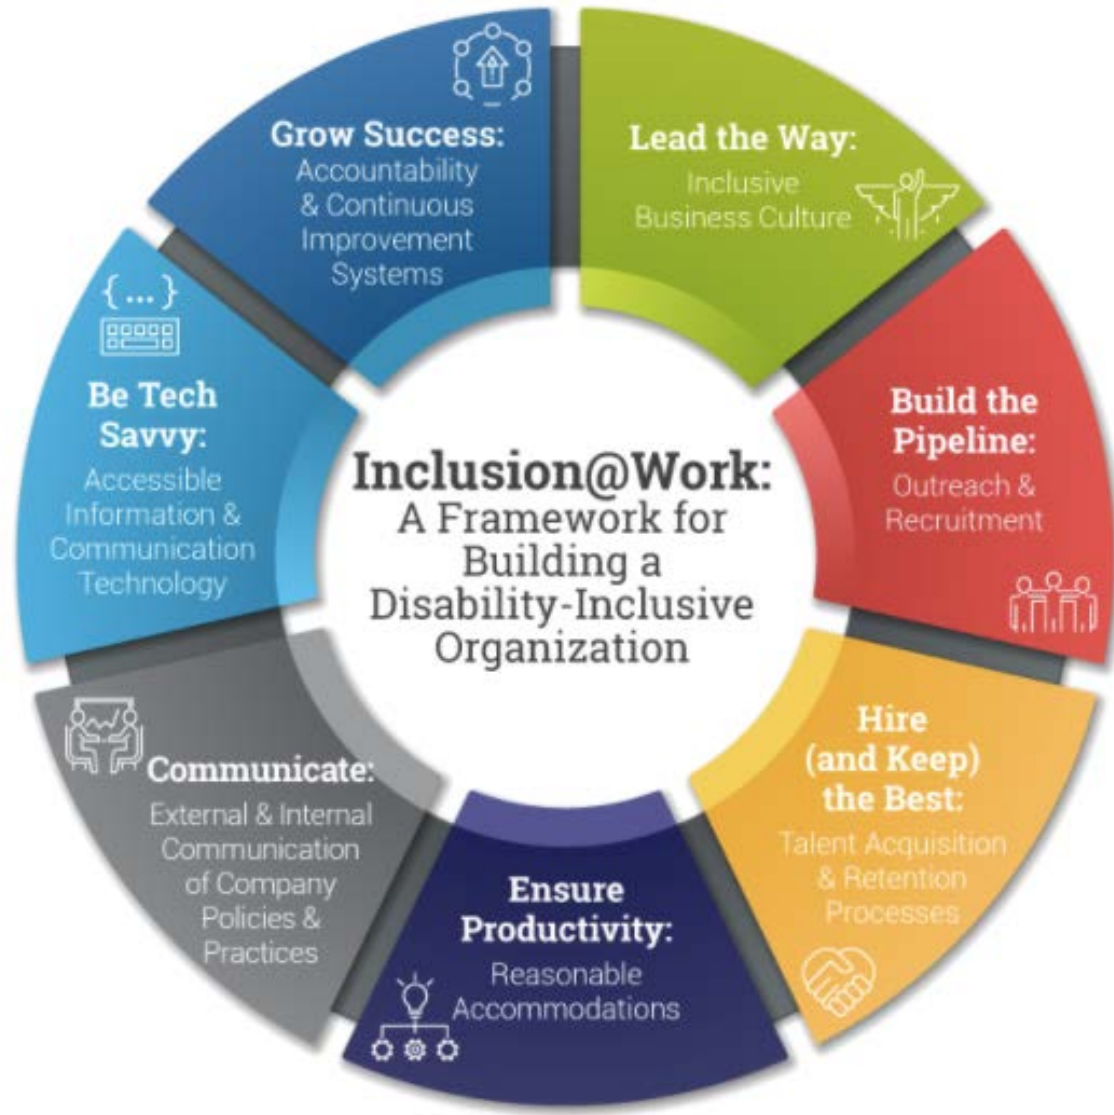 Inclusion@Work:
A Framework for
Building a
Disability-Inclusive
Organization
Lead the Way:
Inclusive
Business Culture
Build the
Pipeline:
Outreach &
Recruitment
Hire
(and Keep)
the Best:
Talent Acquisition
& Retention
Processes
Ensure
Productivity:
Reasonable
Accommodations
Communicate:
External & Internal
Communication
of Company
Policies &
Practices
{...}
Be Tech
Savvy:
Accessible
Information &
Communication
Technology
Grow Success:
Accountability
& Continuous
Improvement
Systems